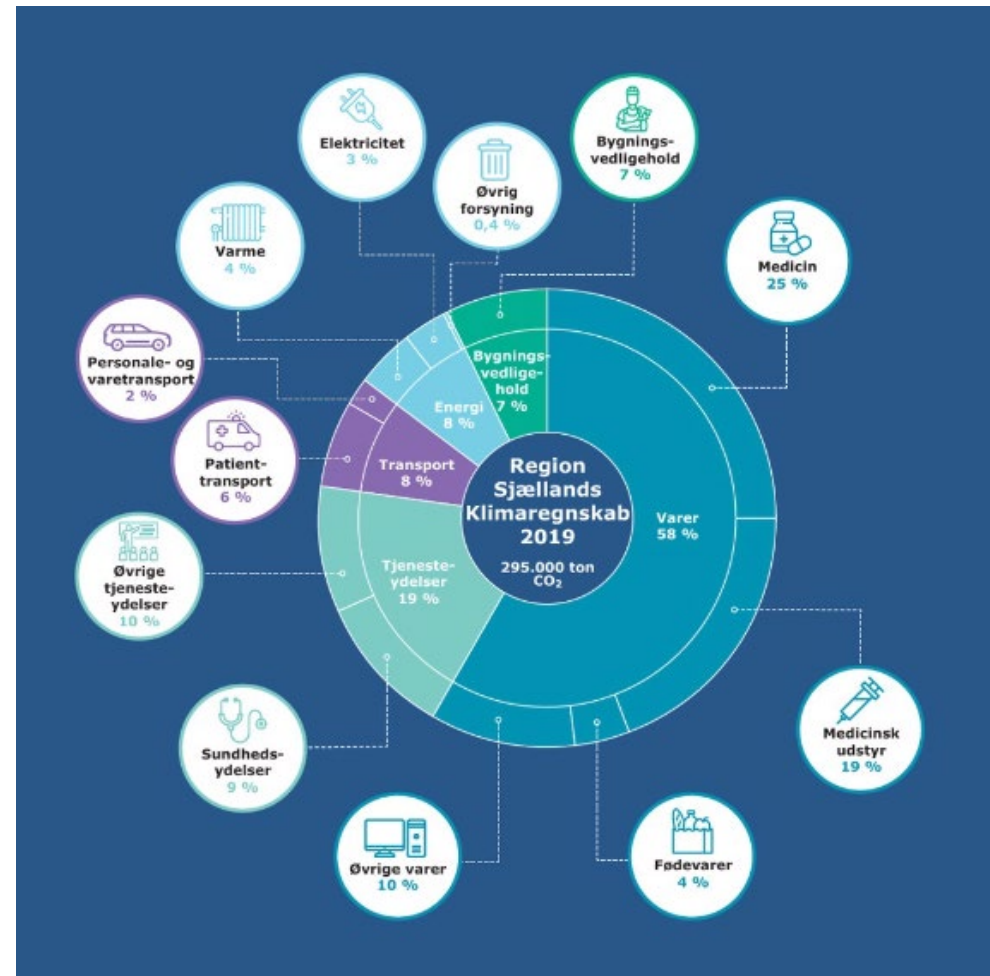 Elektricitet
3 %
Øvrig
forsyning
0,4 %
Bygnings-
vedligehold
7 %
Varme
4 %
Medicin
25 %
Personale- og
varetransport
2 %
Patient-
transport
6 %
Øvrige
tjeneste-
ydelser
10 %
Sundheds-
ydelser
9 %
Øvrige varer
10 %
Fødevarer
4 %
Medicinsk
udstyr
19 %
Bygnings-
vedlige-
hold
7 %
Energi
8 %
Transport
8 %
Tjeneste-
ydelser
19 %
Varer
58 %
Region
Sjællands
Klimaregnskab
2019
295.000 ton
CO₂